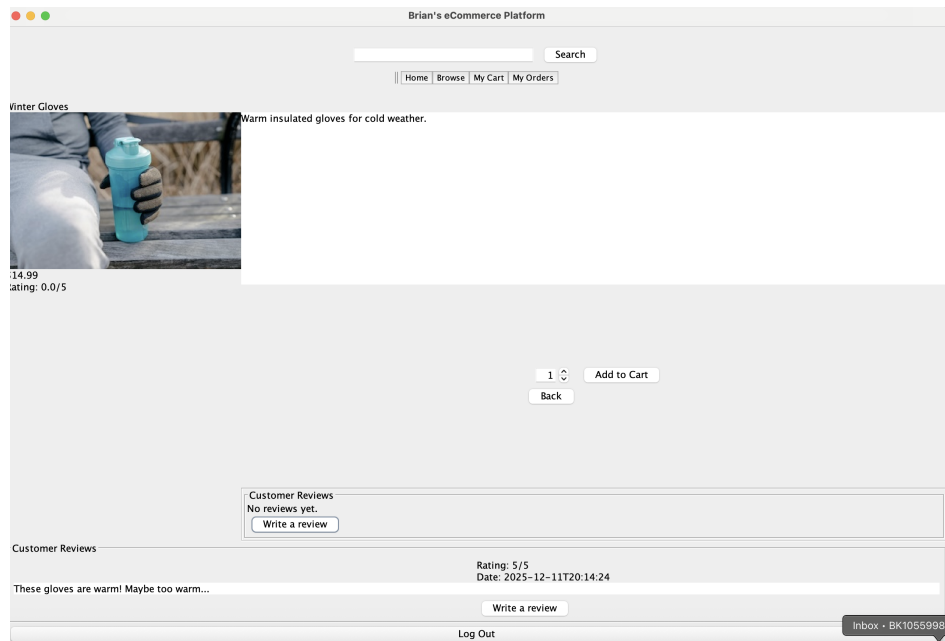 Brian's eCommerce Platform
Search
Home Browse My Cart My Orders
Winter Gloves
Warm insulated gloves for cold weather.
14.99
ating: 0.0/5
1 Add to Cart
Back
Customer Reviews
No reviews yet.
Write a review
Customer Reviews
Rating: 5/5
Date: 2025-12-11T20:14:24
These gloves are warm! Maybe too warm...
Write a review
Log Out
Inbox • BK1055998